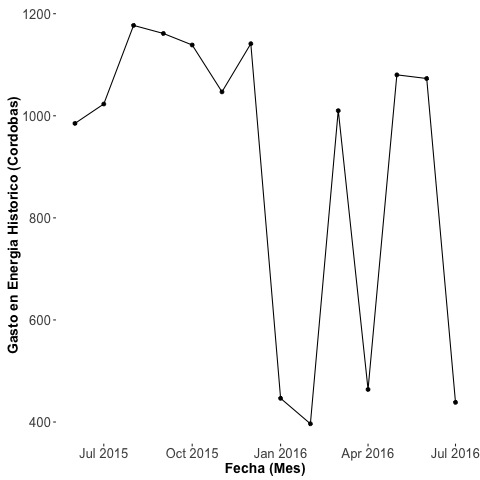 Gasto en Energia Historico (Cordobas)
1200
1000
800
600
400
Jul 2015 Oct 2015 Jan 2016 Apr 2016 Jul 2016
Fecha (Mes)